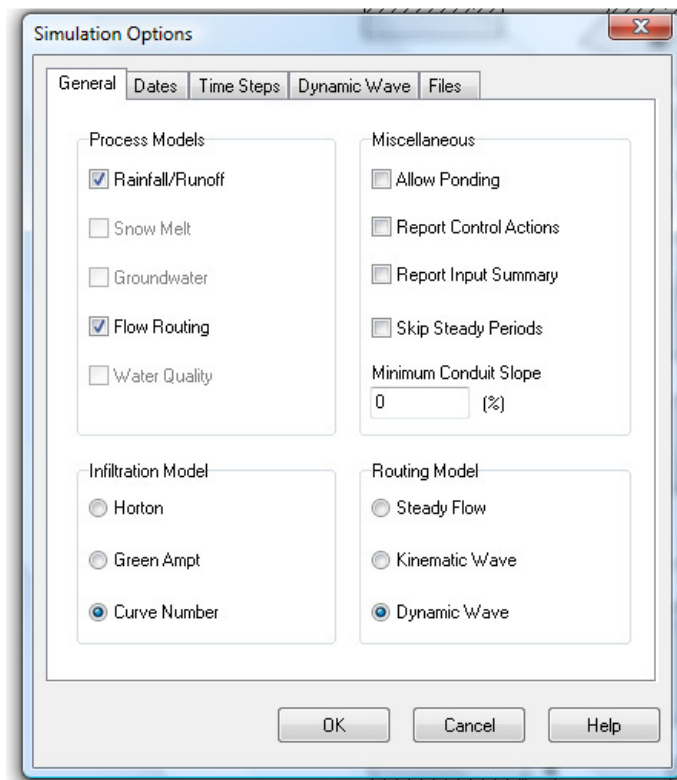 Simulation Options
General Dates Time Steps Dynamic Wave Files
Process Models
Rainfall/Runoff
Snow Melt
Groundwater
Flow Routing
Water Quality
Miscellaneous
Allow Ponding
Report Control Actions
Report Input Summary
Skip Steady Periods
Minimum Conduit Slope
0 (%)
Infiltration Model
Horton
Green Ampt
Curve Number
Routing Model
Steady Flow
Kinematic Wave
Dynamic Wave
OK Cancel Help